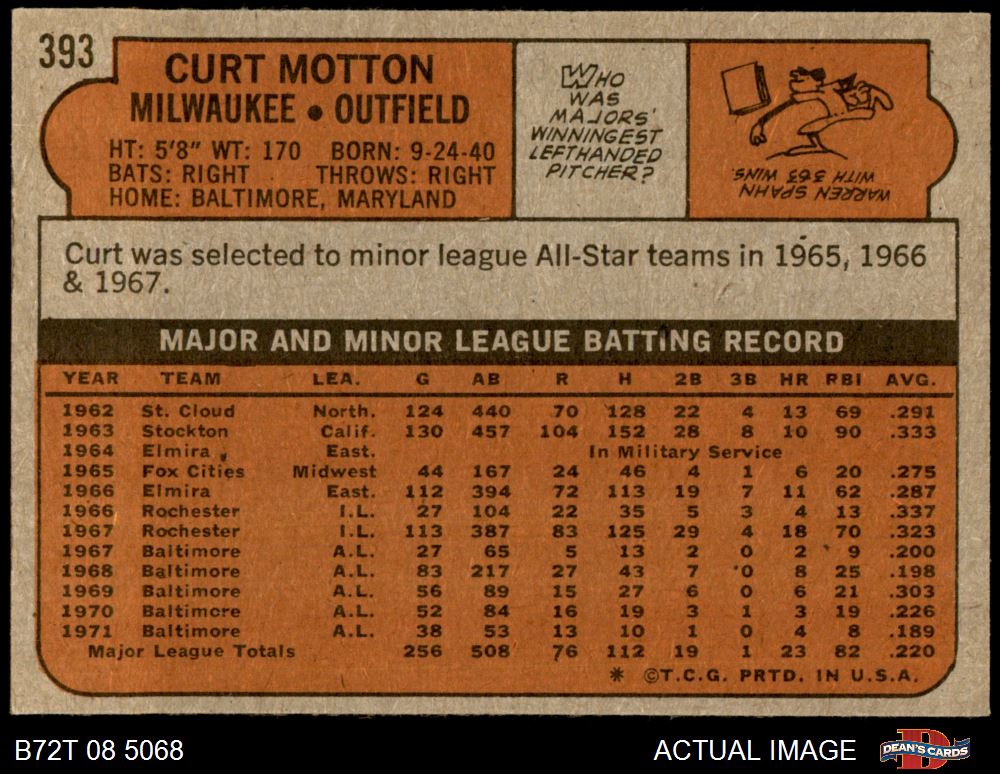 393
CURT MOTTON
MILWAUKEE • OUTFIELD
HT: 5'8" WT: 170 BORN: 9-24-40
BATS: RIGHT THROWS: RIGHT
HOME: BALTIMORE, MARYLAND
WHO
WAS
MAJORS'
WINNINGEST
LEFTHANDED
PITCHER?
WARREN SPAHN
WITH 363 WINS.
Curt was selected to minor league All-Star teams in 1965, 1966
& 1967.
MAJOR AND MINOR LEAGUE BATTING RECORD
YEAR TEAM LEA. G AB R H 2B 3B HR RBI AVG.
1962 St. Cloud North. 124 440 70 128 22 4 13 69 .291
1963 Stockton Calif. 130 457 104 152 28 8 10 90 .333
1964 Elmira East. In Military Service
1965 Fox Cities Midwest 44 167 24 46 4 1 6 20 .275
1966 Elmira East. 112 394 72 113 19 7 11 62 .287
1966 Rochester I.L. 27 104 22 35 5 3 4 13 .337
1967 Rochester I.L. 113 387 83 125 29 4 18 70 .323
1967 Baltimore A.L. 27 65 5 13 2 0 2 9 .200
1968 Baltimore A.L. 83 217 27 43 7 0 8 25 .198
1969 Baltimore A.L. 56 89 15 27 6 0 6 21 .303
1970 Baltimore A.L. 52 84 16 19 3 1 3 19 .226
1971 Baltimore A.L. 38 53 13 10 1 0 4 8 .189
Major League Totals 256 508 76 112 19 1 23 82 .220
* ©T.C.G. PRTD. IN U.S.A.
B72T 08 5068
ACTUAL IMAGE
DEAN'S CARDS